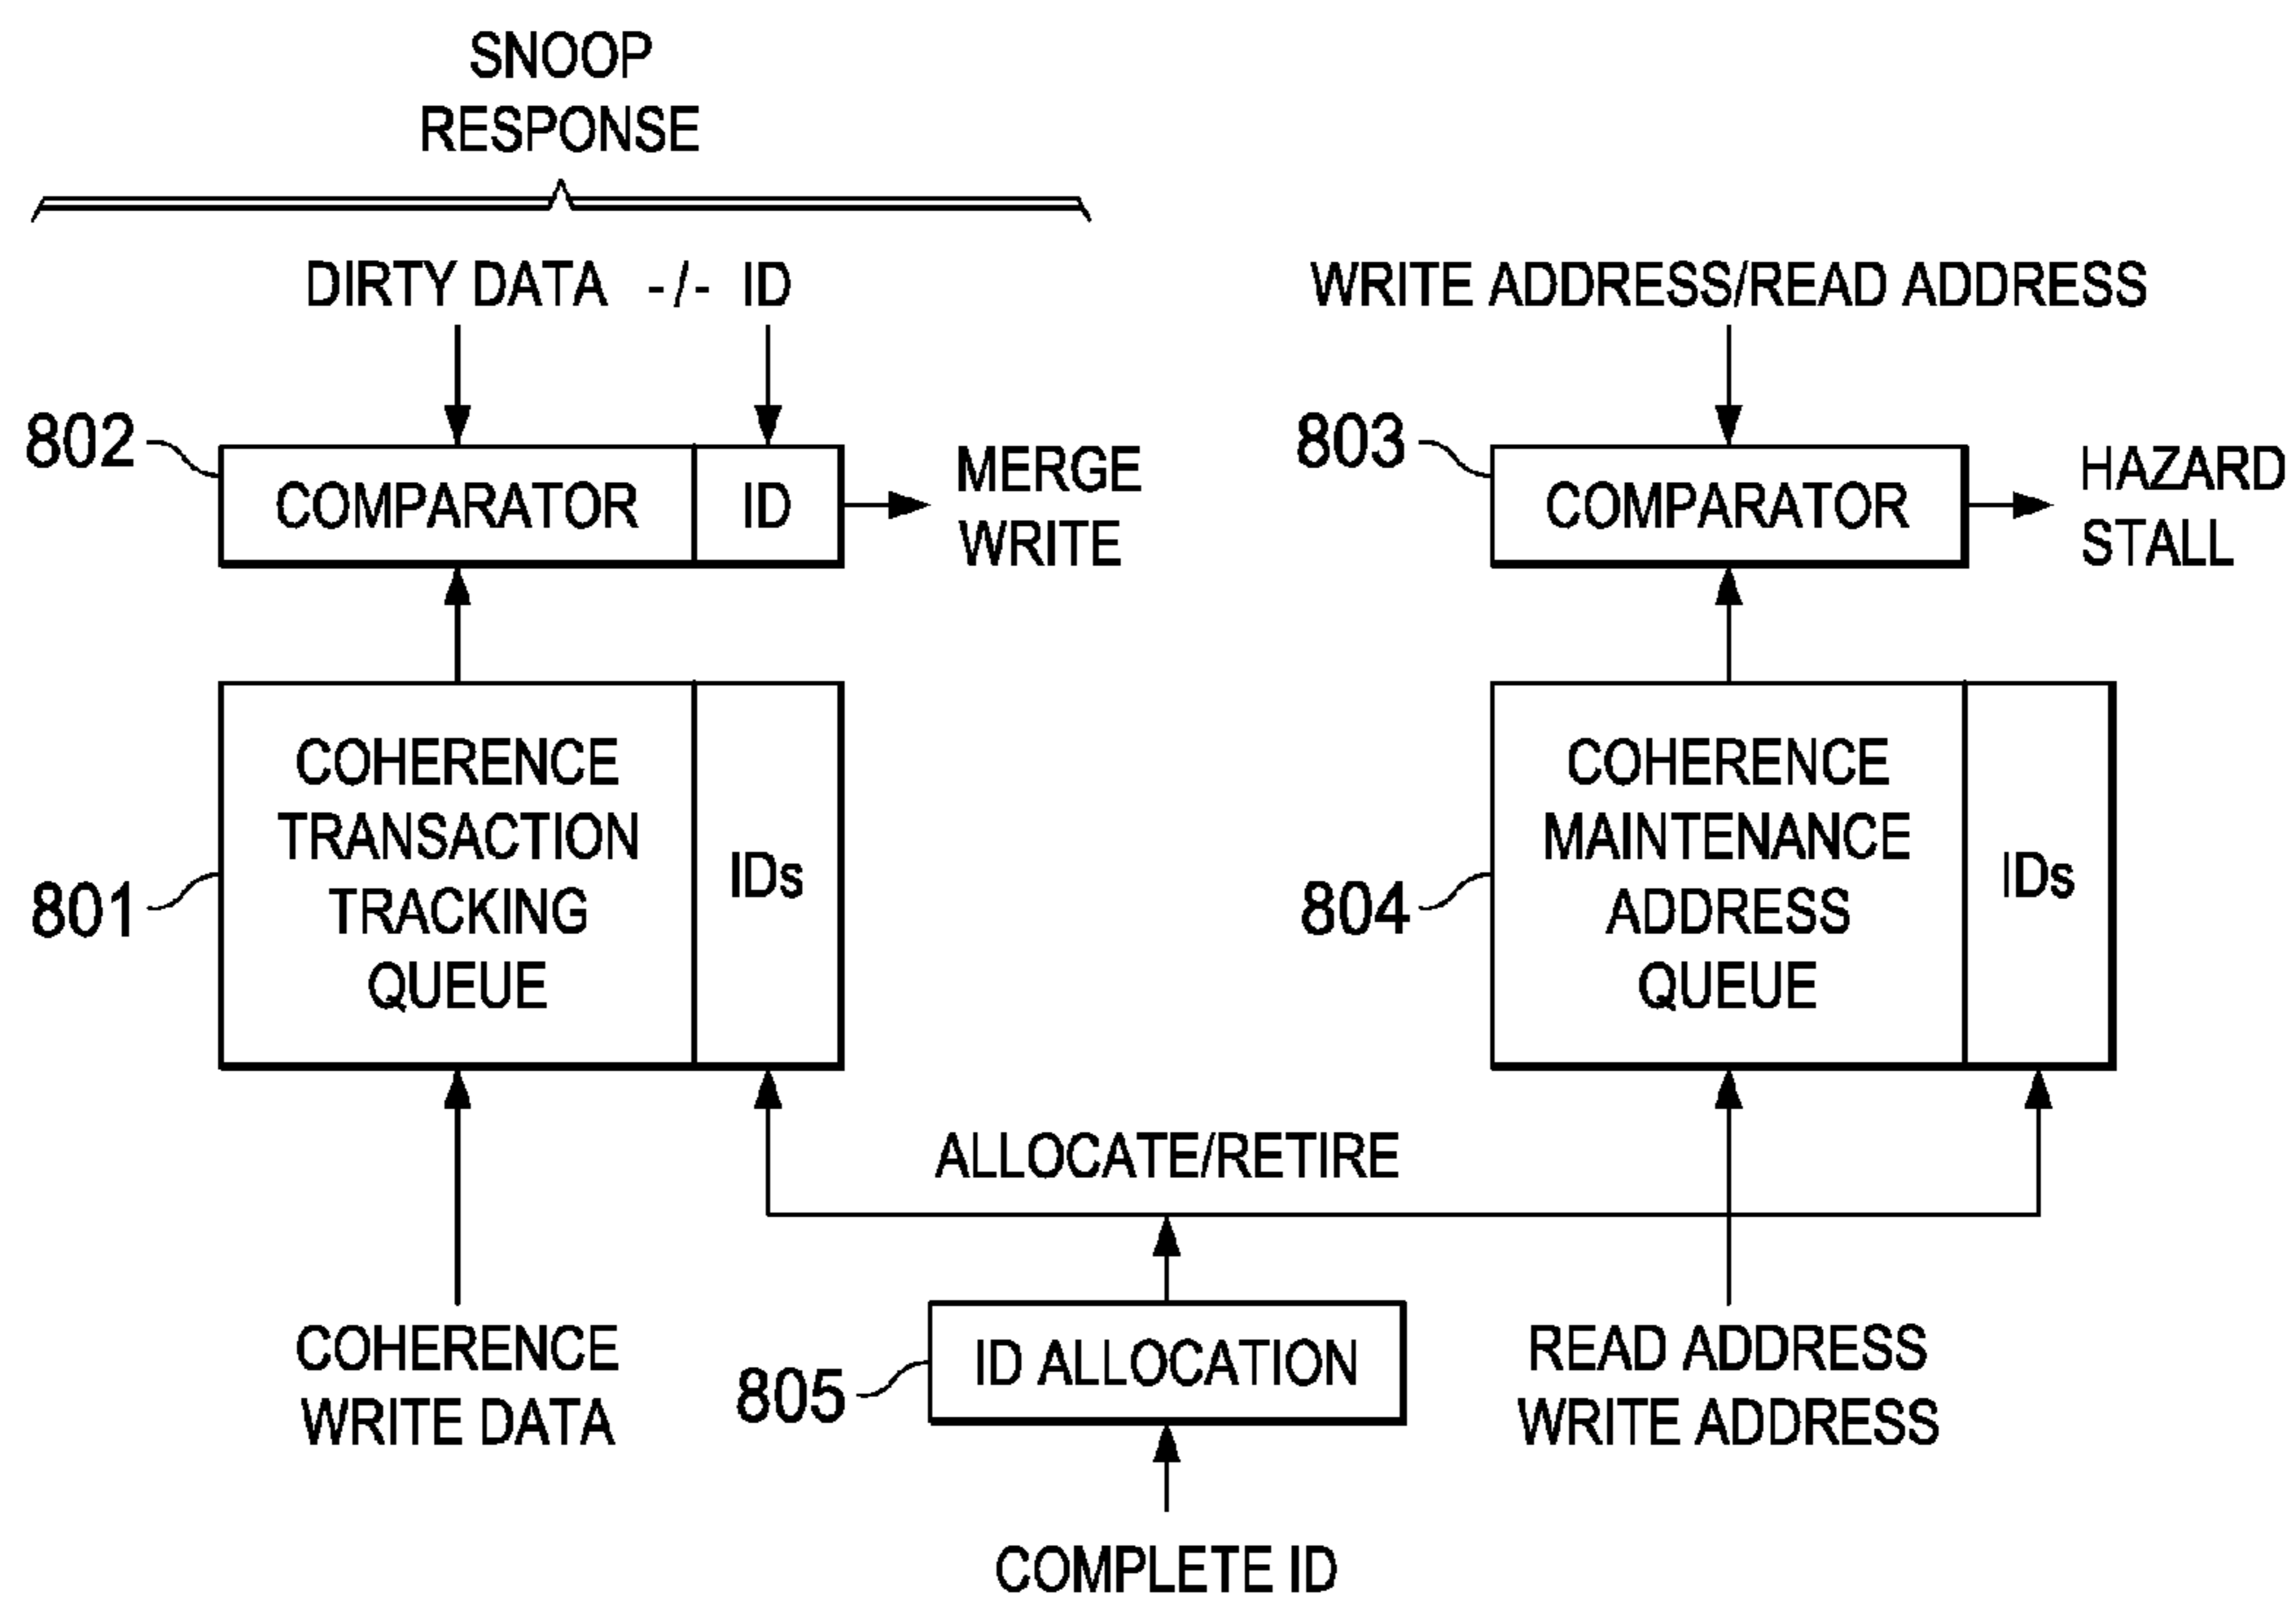 SNOOP
RESPONSE
DIRTY DATA -/- ID
WRITE ADDRESS/READ ADDRESS
802
COMPARATOR
ID
MERGE
WRITE
803
COMPARATOR
HAZARD
STALL
801
COHERENCE
TRANSACTION
TRACKING
QUEUE
IDs
804
COHERENCE
MAINTENANCE
ADDRESS
QUEUE
IDs
ALLOCATE/RETIRE
COHERENCE
WRITE DATA
805
ID ALLOCATION
READ ADDRESS
WRITE ADDRESS
COMPLETE ID